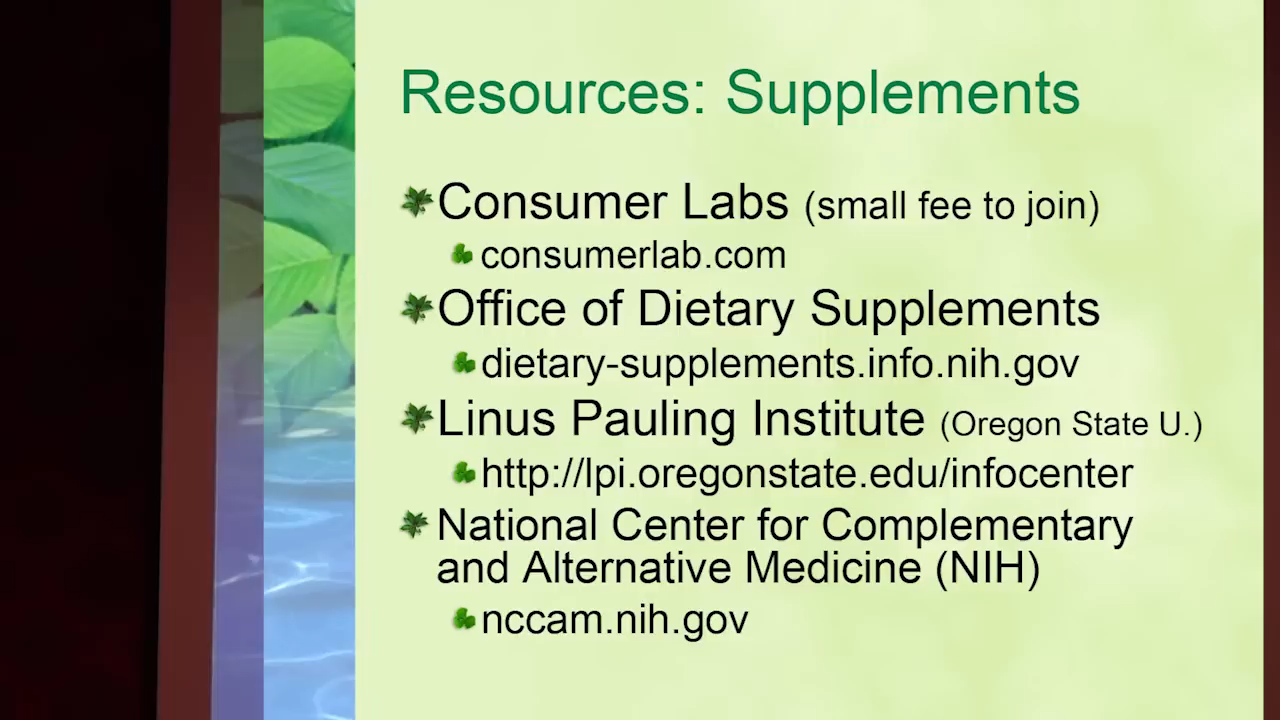 Resources: Supplements
Consumer Labs (small fee to join)
consumerlab.com
Office of Dietary Supplements
dietary-supplements.info.nih.gov
Linus Pauling Institute (Oregon State U.)
http://lpi.oregonstate.edu/infocenter
National Center for Complementary
and Alternative Medicine (NIH)
nccam.nih.gov